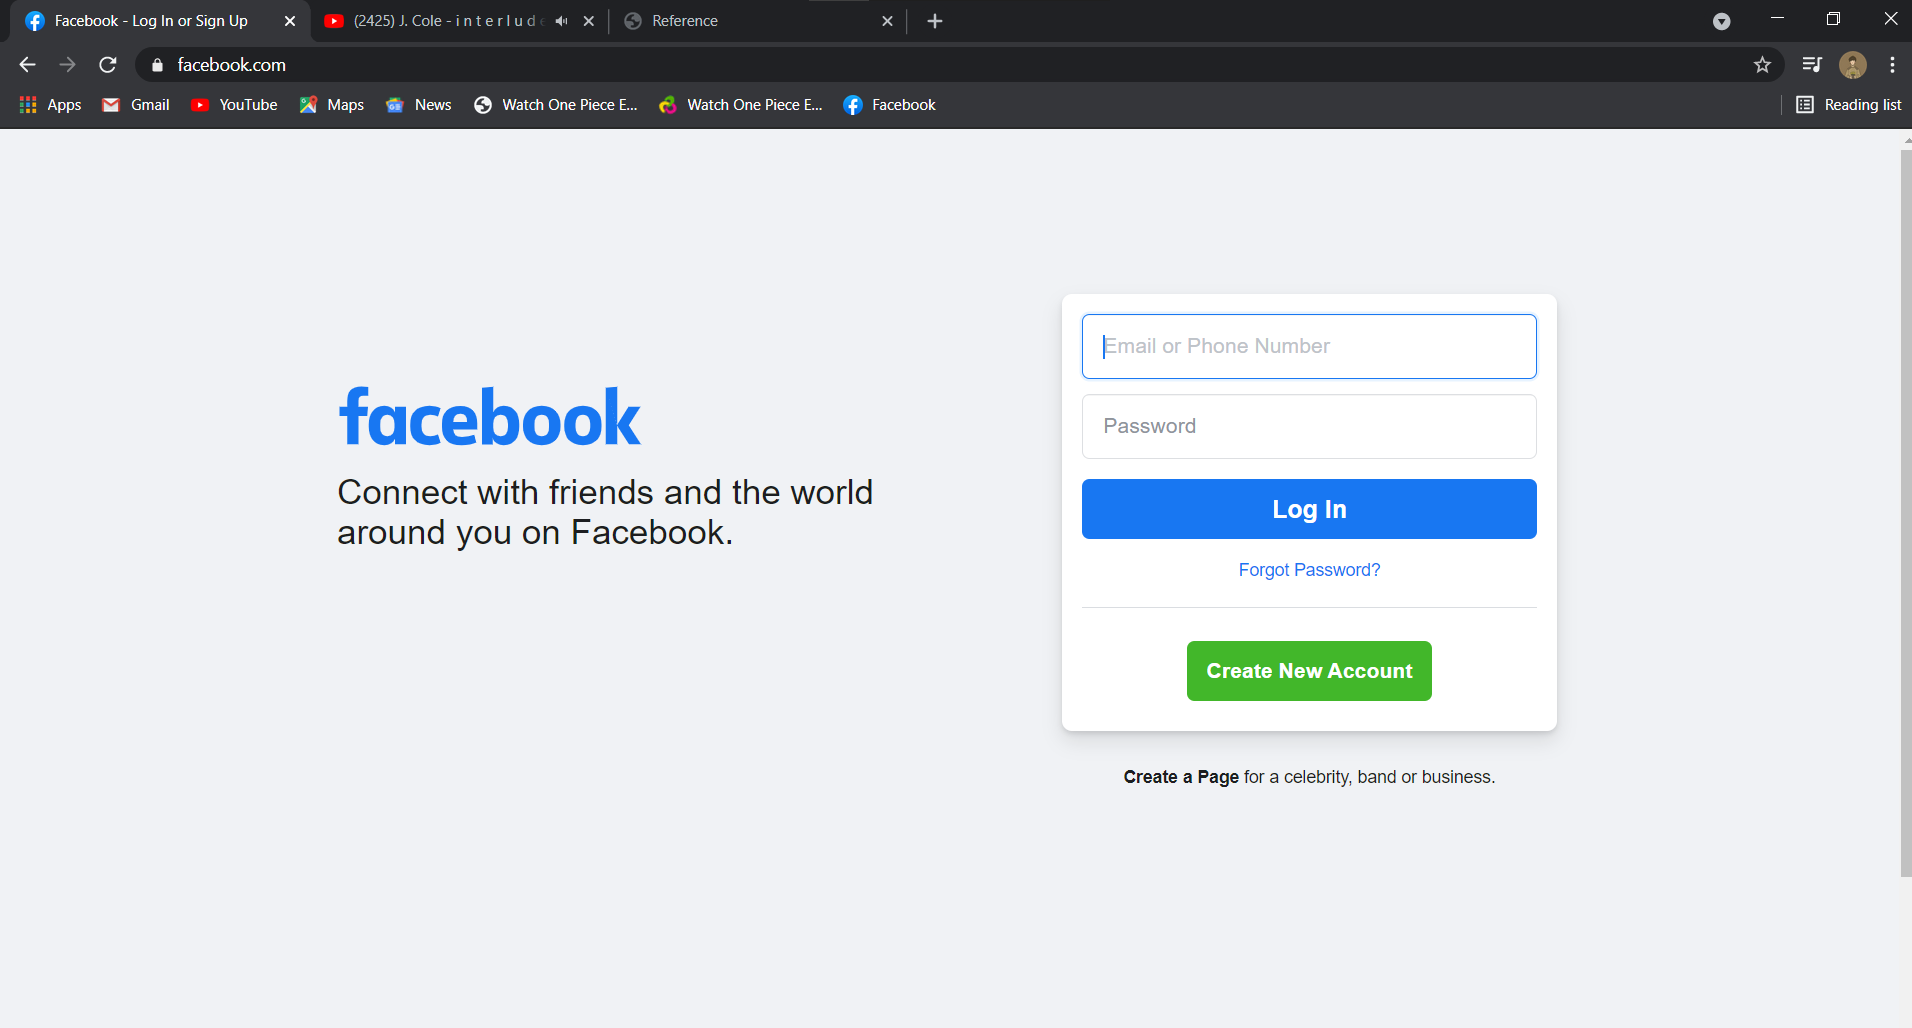 Facebook - Log In or Sign Up
(2425) J. Cole - i n t e r l u d e
Reference
facebook.com
Apps
Gmail
YouTube
Maps
News
Watch One Piece E...
Watch One Piece E...
Facebook
Reading list
facebook
Connect with friends and the world
around you on Facebook.
Email or Phone Number
Password
Log In
Forgot Password?
Create New Account
Create a Page for a celebrity, band or business.